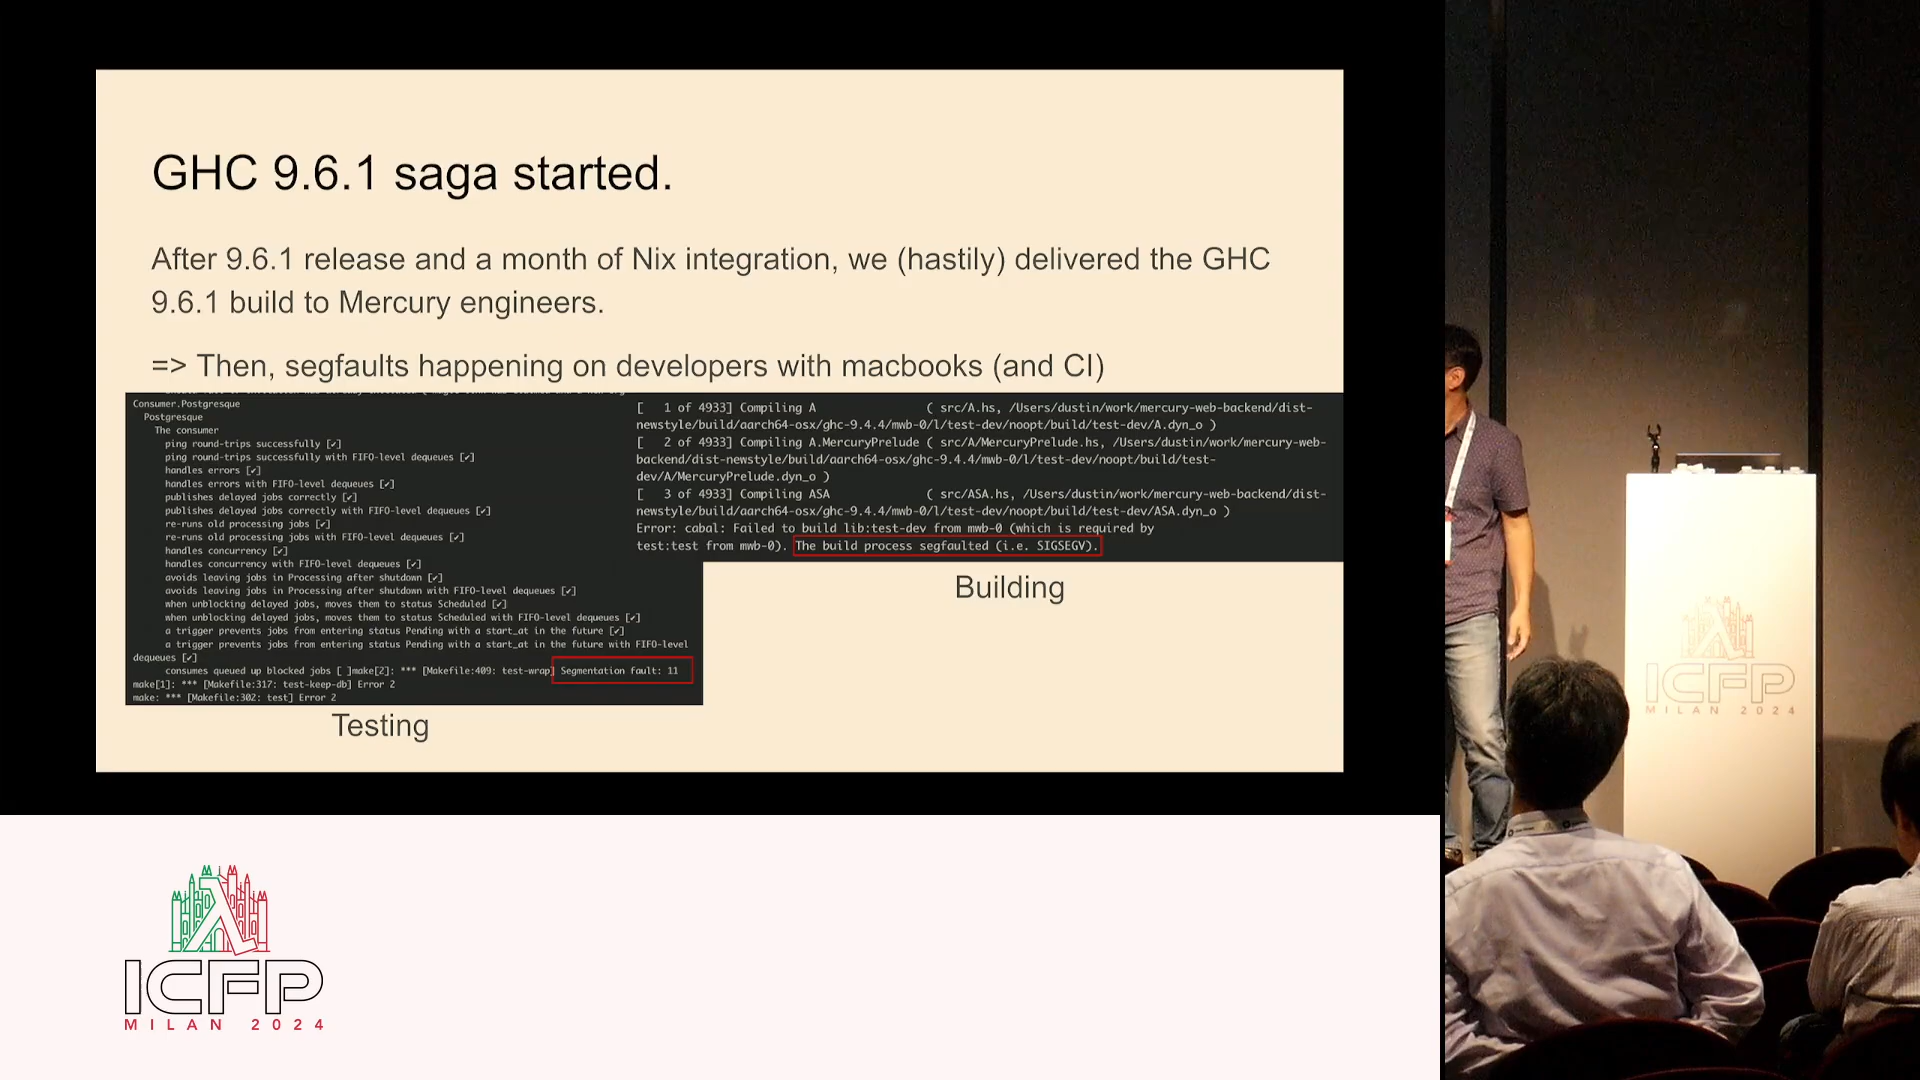 GHC 9.6.1 saga started.
After 9.6.1 release and a month of Nix integration, we (hastily) delivered the GHC
9.6.1 build to Mercury engineers.
=> Then, segfaults happening on developers with macbooks (and CI)
Consumer.Postgresque
Postgresque
The consumer
ping round-trips successfully [✔]
ping round-trips successfully with FIFO-level dequeues [✔]
handles errors [✔]
handles errors with FIFO-level dequeues [✔]
publishes delayed jobs correctly [✔]
publishes delayed jobs correctly with FIFO-level dequeues [✔]
re-runs old processing jobs [✔]
re-runs old processing jobs with FIFO-level dequeues [✔]
handles concurrency [✔]
handles concurrency with FIFO-level dequeues [✔]
avoids leaving jobs in Processing after shutdown [✔]
avoids leaving jobs in Processing after shutdown with FIFO-level dequeues [✔]
when unblocking delayed jobs, moves them to status Scheduled [✔]
when unblocking delayed jobs, moves them to status Scheduled with FIFO-level dequeues [✔]
a trigger prevents jobs from entering status Pending with a start_at in the future [✔]
a trigger prevents jobs from entering status Pending with a start_at in the future with FIFO-level
dequeues [✔]
consumes queued up blocked jobs [ ]make[2]: *** [Makefile:409: test-wrap] Segmentation fault: 11
make[1]: *** [Makefile:317: test-keep-db] Error 2
make: *** [Makefile:302: test] Error 2
Testing
[ 1 of 4933] Compiling A ( src/A.hs, /Users/dustin/work/mercury-web-backend/dist-
newstyle/build/aarch64-osx/ghc-9.4.4/mwb-0/l/test-dev/noopt/build/test-dev/A.dyn_o )
[ 2 of 4933] Compiling A.MercuryPrelude ( src/A/MercuryPrelude.hs, /Users/dustin/work/mercury-web-
backend/dist-newstyle/build/aarch64-osx/ghc-9.4.4/mwb-0/l/test-dev/noopt/build/test-
dev/A/MercuryPrelude.dyn_o )
[ 3 of 4933] Compiling ASA ( src/ASA.hs, /Users/dustin/work/mercury-web-backend/dist-
newstyle/build/aarch64-osx/ghc-9.4.4/mwb-0/l/test-dev/noopt/build/test-dev/ASA.dyn_o )
Error: cabal: Failed to build lib:test-dev from mwb-0 (which is required by
test:test from mwb-0). The build process segfaulted (i.e. SIGSEGV).
Building
ICFP
MILAN 2024
ICFP
MILAN 2024